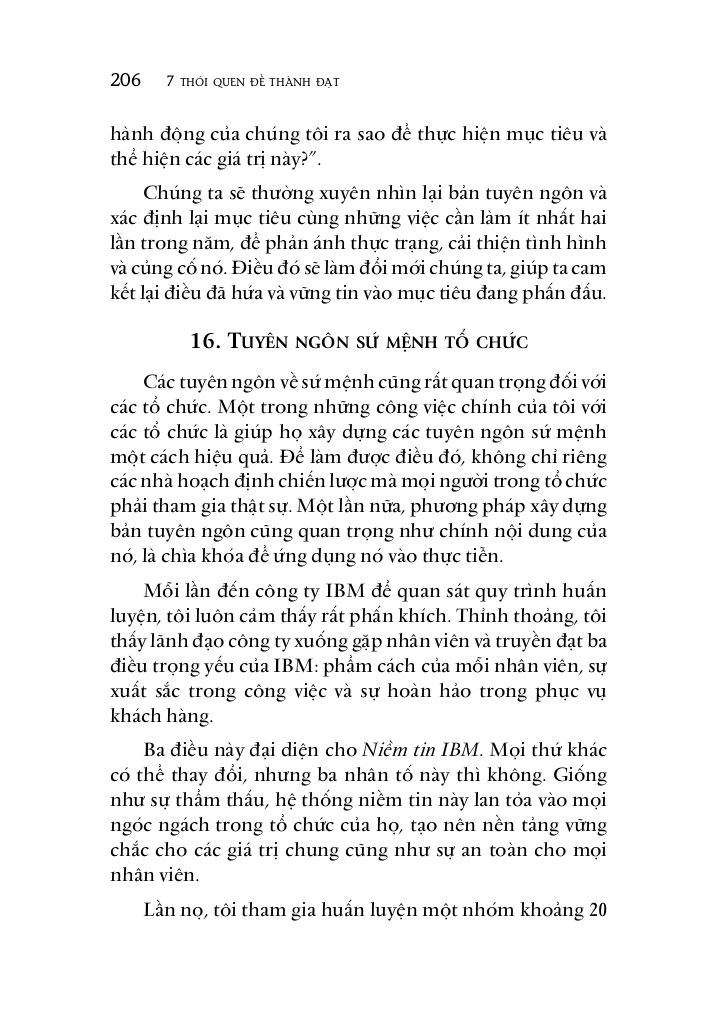 206 7 THÓI QUEN ĐỂ THÀNH ĐẠT
hành động của chúng tôi ra sao để thực hiện mục tiêu và
thể hiện các giá trị này?”.
Chúng ta sẽ thường xuyên nhìn lại bản tuyên ngôn và
xác định lại mục tiêu cùng những việc cần làm ít nhất hai
lần trong năm, để phản ánh thực trạng, cải thiện tình hình
và củng cố nó. Điều đó sẽ làm đổi mới chúng ta, giúp ta cam
kết lại điều đã hứa và vững tin vào mục tiêu đang phấn đấu.
16. TUYÊN NGÔN SỨ MỆNH TỔ CHỨC
Các tuyên ngôn về sứ mệnh cũng rất quan trọng đối với
các tổ chức. Một trong những công việc chính của tôi với
các tổ chức là giúp họ xây dựng các tuyên ngôn sứ mệnh
một cách hiệu quả. Để làm được điều đó, không chỉ riêng
các nhà hoạch định chiến lược mà mọi người trong tổ chức
phải tham gia thật sự. Một lần nữa, phương pháp xây dựng
bản tuyên ngôn cũng quan trọng như chính nội dung của
nó, là chìa khóa để ứng dụng nó vào thực tiễn.
Mỗi lần đến công ty IBM để quan sát quy trình huấn
luyện, tôi luôn cảm thấy rất phấn khích. Thỉnh thoảng, tôi
thấy lãnh đạo công ty xuống gặp nhân viên và truyền đạt ba
điều trọng yếu của IBM: phẩm cách của mỗi nhân viên, sự
xuất sắc trong công việc và sự hoàn hảo trong phục vụ
khách hàng.
Ba điều này đại diện cho Niềm tin IBM. Mọi thứ khác
có thể thay đổi, nhưng ba nhân tố này thì không. Giống
như sự thẩm thấu, hệ thống niềm tin này lan tỏa vào mọi
ngóc ngách trong tổ chức của họ, tạo nên nền tảng vững
chắc cho các giá trị chung cũng như sự an toàn cho mọi
nhân viên.
Lần nọ, tôi tham gia huấn luyện một nhóm khoảng 20